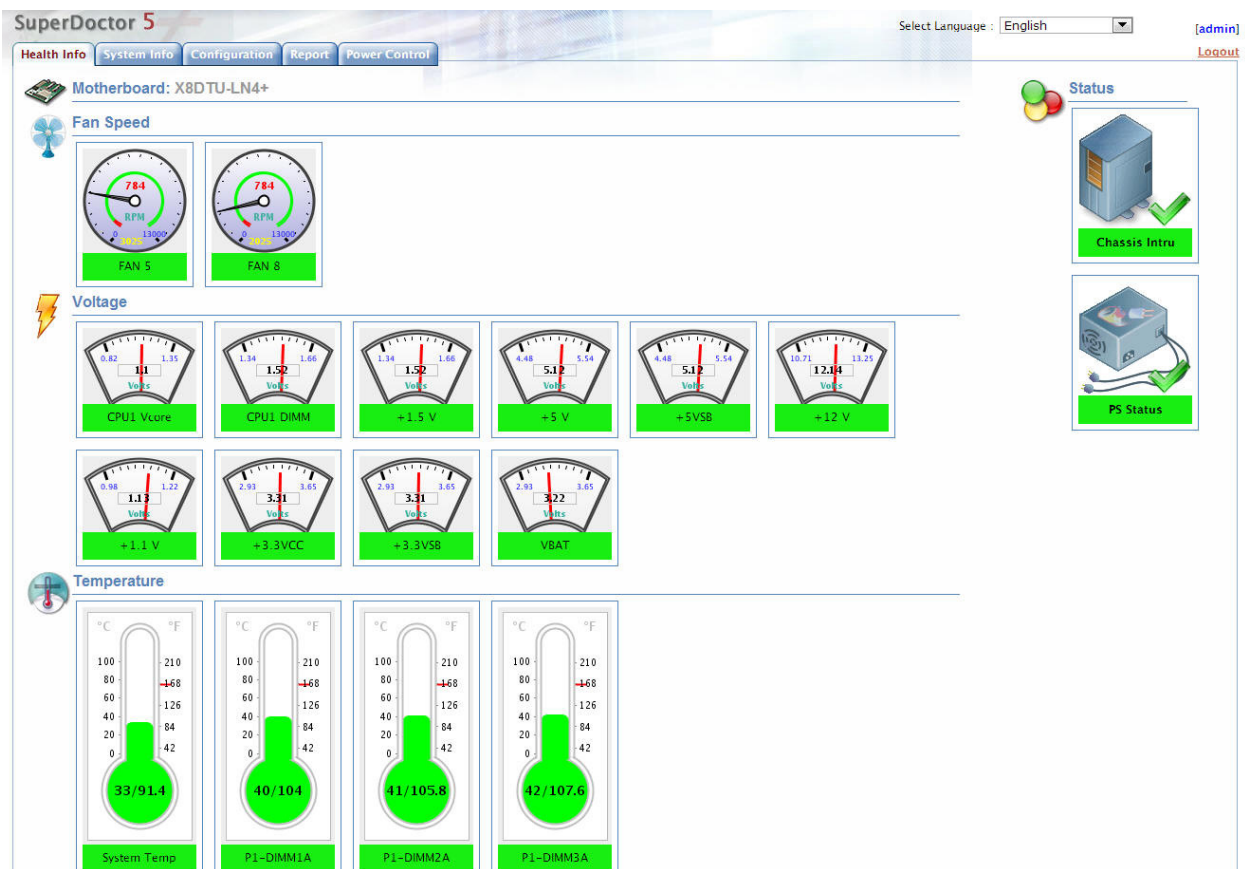 SuperDoctor 5
Select Language : English
[admin]
Logout
Health Info System Info Configuration Report Power Control
Motherboard: X8DTU-LN4+
Status
Fan Speed
784 784
RPM RPM
0 13000 0 13000
3025 2025
FAN 5 FAN 8
Chassis Intru
Voltage
0.82 1.35 1.34 1.66 1.34 1.66 4.48 5.54 4.48 5.54 10.71 13.25
1.1 1.52 1.52 5.12 5.12 12.14
Volts Volts Volts Volts Volts Volts
CPU1 Vcore CPU1 DIMM +1.5 V +5 V +5VSB +12 V
PS Status
0.98 1.22 2.93 3.65 2.93 3.65 2.93 3.65
1.13 3.31 3.31 3.22
Volts Volts Volts Volts
+1.1 V +3.3VCC +3.3VSB VBAT
Temperature
°C °F °C °F °C °F °C °F
100 210 100 210 100 210 100 210
80 168 80 168 80 168 80 168
60 126 60 126 60 126 60 126
40 84 40 84 40 84 40 84
20 42 20 42 20 42 20 42
0 0 0 0
33/91.4 40/104 41/105.8 42/107.6
System Temp P1-DIMM1A P1-DIMM2A P1-DIMM3A